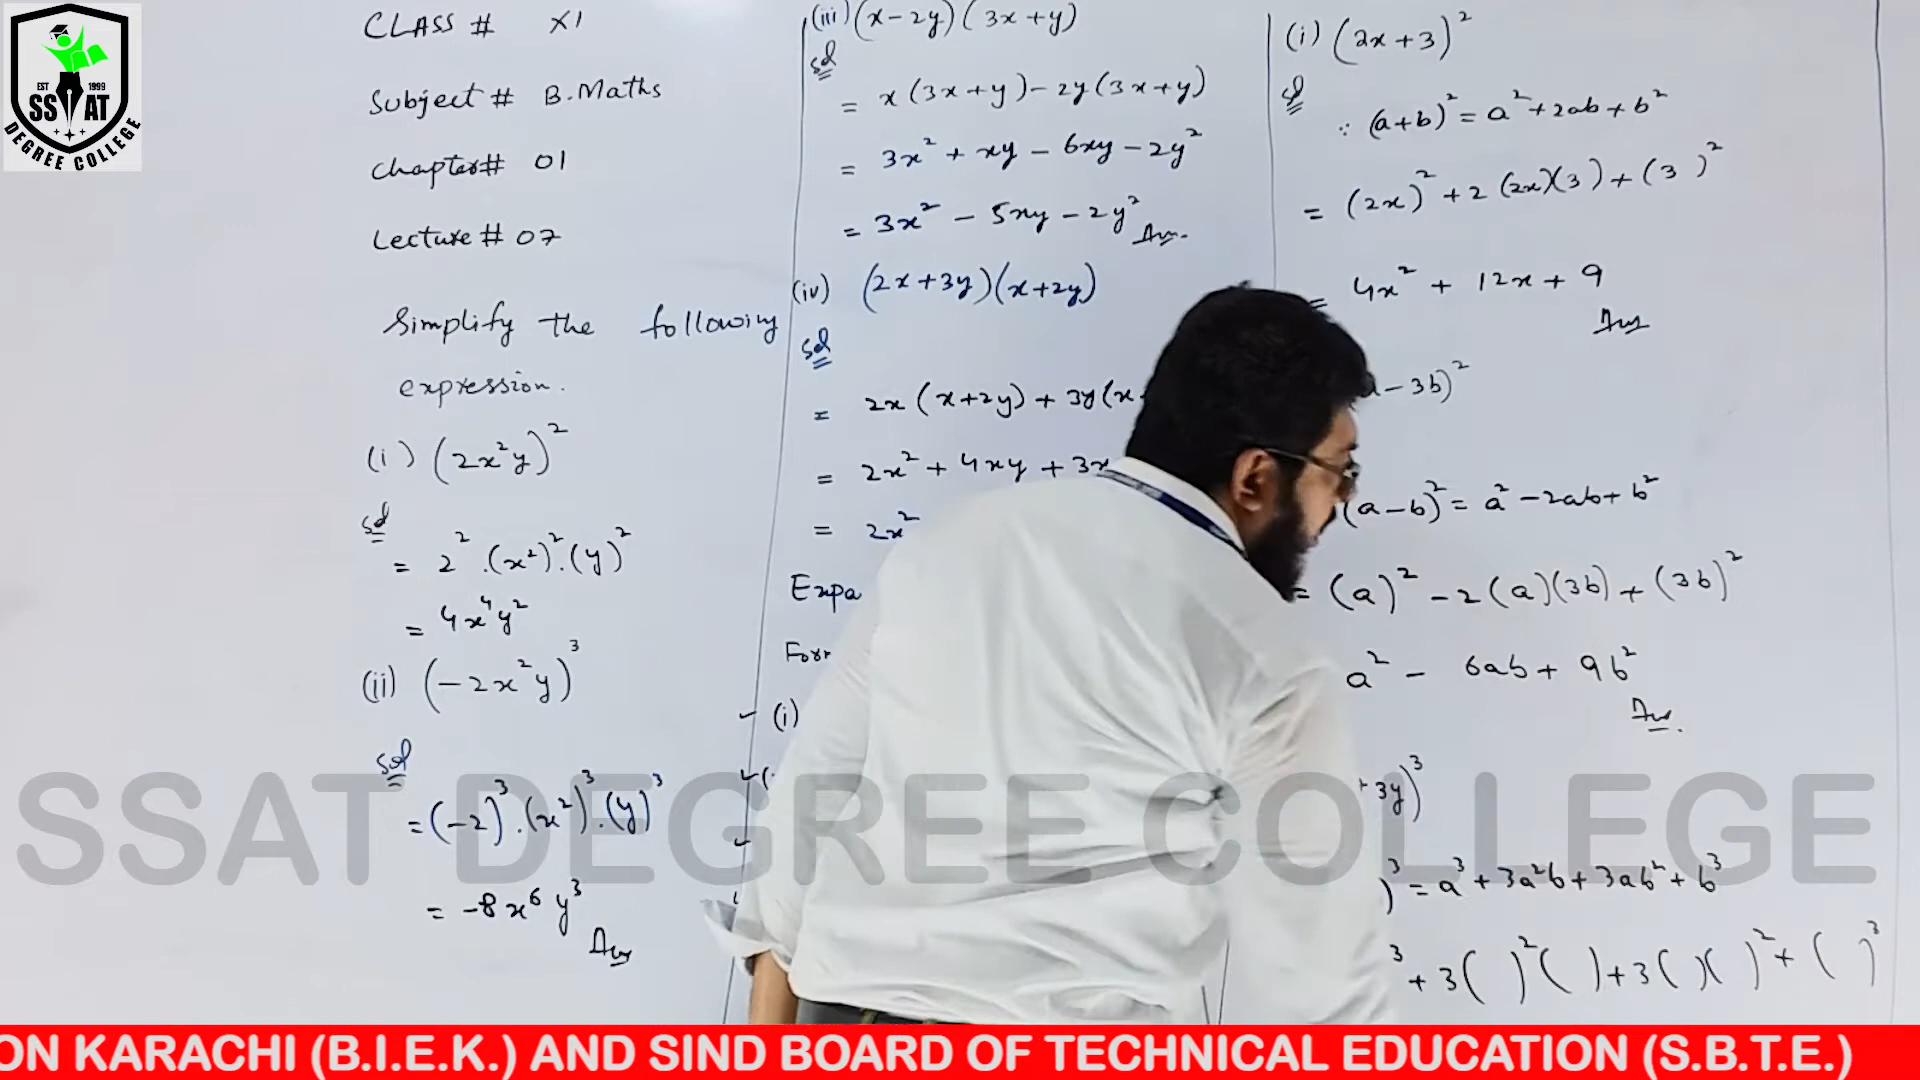 EST 1999
SSAT
DEGREE COLLEGE
CLASS # XI
Subject # B.Maths
Chapter # 01
Lecture # 07
Simplify the following
expression.
(i) (2x²y)²
Sol
= 2².(x²)².(y)²
= 4x⁴y²
(ii) (-2x²y)³
Sol
= (-2)³.(x²)³.(y)³
= -8x⁶y³
Ans
(iii) (x-2y)(3x+y)
Sol
= x(3x+y)-2y(3x+y)
= 3x²+xy-6xy-2y²
= 3x²-5xy-2y²
Ans.
(iv) (2x+3y)(x+2y)
Sol
= 2x(x+2y)+3y(x
= 2x²+4xy+3x
= 2x²
Expa
Form
(i)
(i) (2x+3)²
Sol
∵ (a+b)²=a²+2ab+b²
= (2x)²+2(2x)(3)+(3)²
= 4x²+12x+9
Ans
-3b)²
(a-b)²=a²-2ab+b²
= (a)²-2(a)(3b)+(3b)²
a²-6ab+9b²
Ans.
+3y)³
)³=a³+3a²b+3ab²+b³
³+3( )²( )+3( )( )²+( )³
SSAT DEGREE COLLEGE
ON KARACHI (B.I.E.K.) AND SIND BOARD OF TECHNICAL EDUCATION (S.B.T.E.)